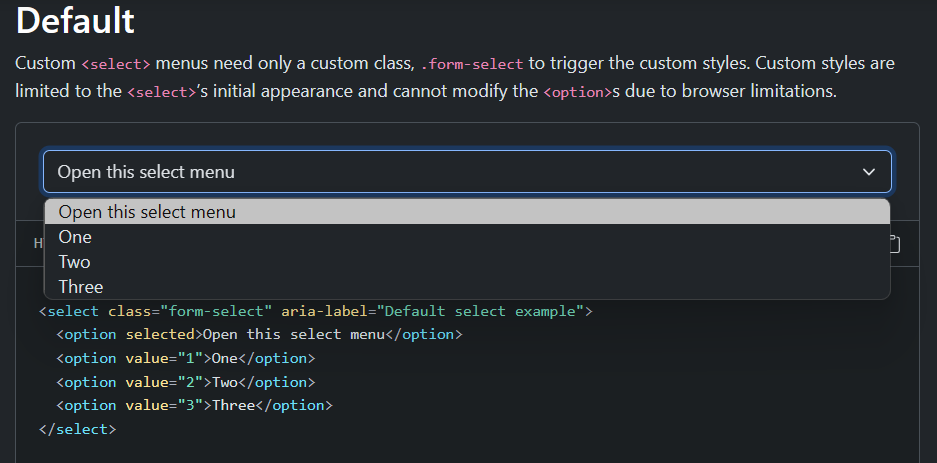 Default
Custom <select> menus need only a custom class, .form-select to trigger the custom styles. Custom styles are
limited to the <select>’s initial appearance and cannot modify the <option>s due to browser limitations.
Open this select menu
Open this select menu
One
Two
Three
<select class="form-select" aria-label="Default select example">
  <option selected>Open this select menu</option>
  <option value="1">One</option>
  <option value="2">Two</option>
  <option value="3">Three</option>
</select>